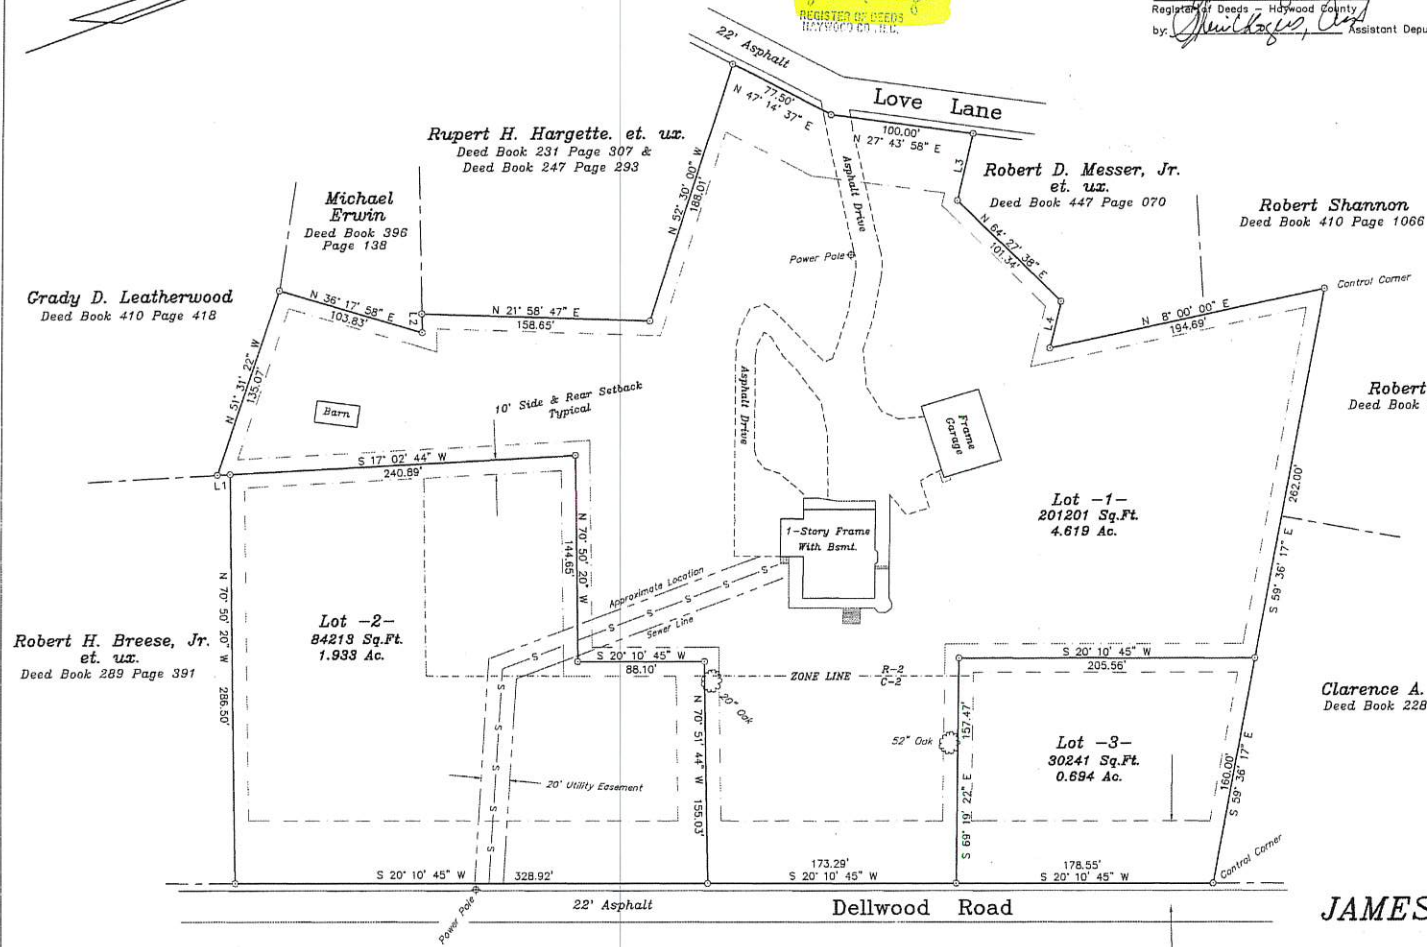 REGISTER OF DEEDS
HAYWOOD CO., N.C.
Register of Deeds - Haywood County
by: Assistant Depu
22' Asphalt
Love Lane
77.50'
N 47° 14' 37" E
100.00'
N 27° 43' 58" E
Rupert H. Hargette. et. ux.
Deed Book 231 Page 307 &
Deed Book 247 Page 293
N 52° 30' 00" W
188.01'
Asphalt Drive
L3
Robert D. Messer, Jr.
et. ux.
Deed Book 447 Page 070
Robert Shannon
Deed Book 410 Page 1066
Michael
Erwin
Deed Book 396
Page 138
N 64° 27' 38" E
101.34'
Power Pole
Control Corner
Grady D. Leatherwood
Deed Book 410 Page 418
N 36° 17' 58" E
103.83'
L2
N 21° 58' 47" E
158.65'
L4
N 8° 00' 00" E
194.69'
N 51° 31' 22" W
135.07'
Barn
10' Side & Rear Setback
Typical
Asphalt Drive
Frame
Garage
Robert
Deed Book
S 17° 02' 44" W
240.89'
L1
Lot -1-
201201 Sq.Ft.
4.619 Ac.
262.00'
S 59° 36' 17" E
1-Story Frame
With Bsmt.
N 70° 50' 20" W
144.65'
Approximate Location
S S S S S
Sewer Line
N 70° 50' 20" W
286.50'
Lot -2-
84213 Sq.Ft.
1.933 Ac.
Robert H. Breese, Jr.
et. ux.
Deed Book 289 Page 391
S 20° 10' 45" W
88.10'
ZONE LINE
R-2
C-2
S 20° 10' 45" W
205.56'
Clarence A.
Deed Book 228
20" Oak
N 70° 51' 44" W
155.03'
52" Oak
157.47'
S 69° 19' 22" E
Lot -3-
30241 Sq.Ft.
0.694 Ac.
160.00'
S 59° 36' 17" E
S S S S S
20' Utility Easement
Control Corner
S 20° 10' 45" W
328.92'
173.29'
S 20° 10' 45" W
178.55'
S 20° 10' 45" W
Power Pole
22' Asphalt
Dellwood Road
JAMES